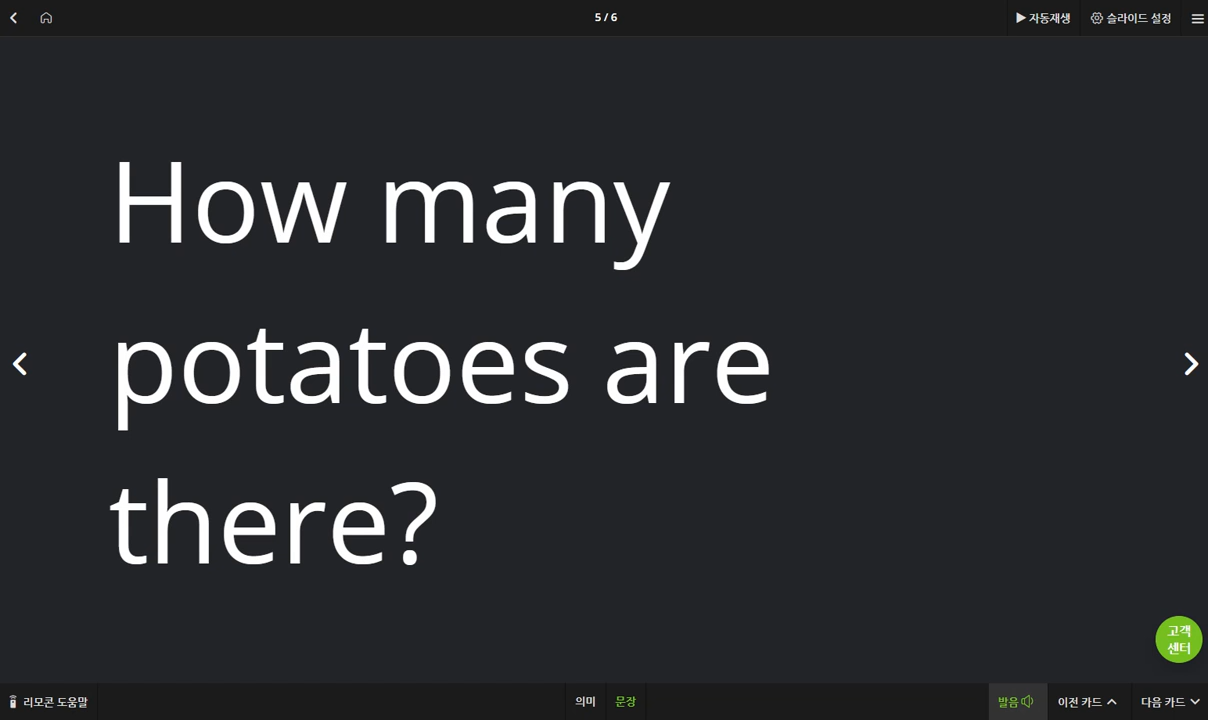 5 / 6
자동재생
슬라이드 설정
How many
potatoes are
there?
고객
센터
리모콘 도움말
의미
문장
발음
이전 카드
다음 카드